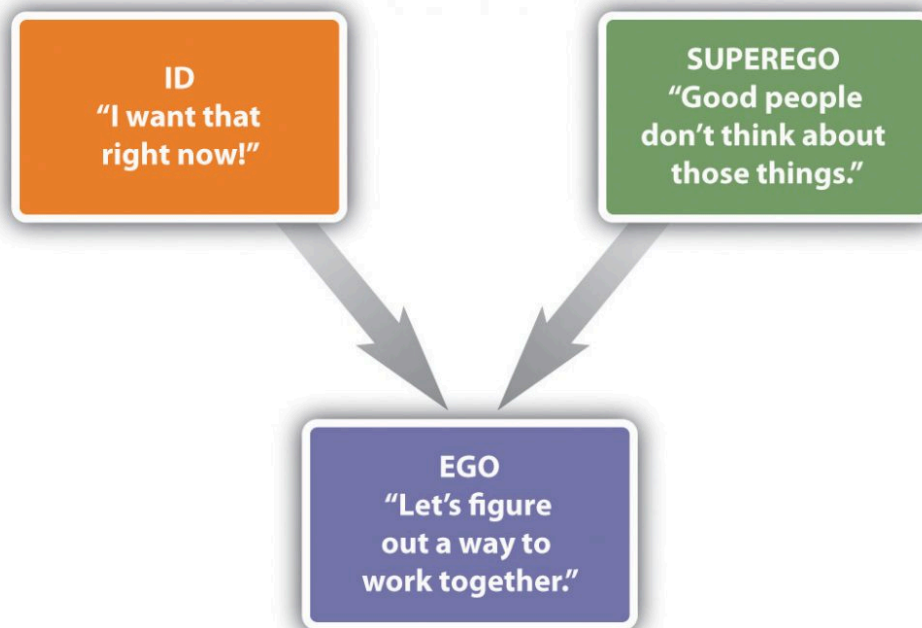 ID
“I want that
right now!”
SUPEREGO
“Good people
don’t think about
those things.”
EGO
“Let’s figure
out a way to
work together.”